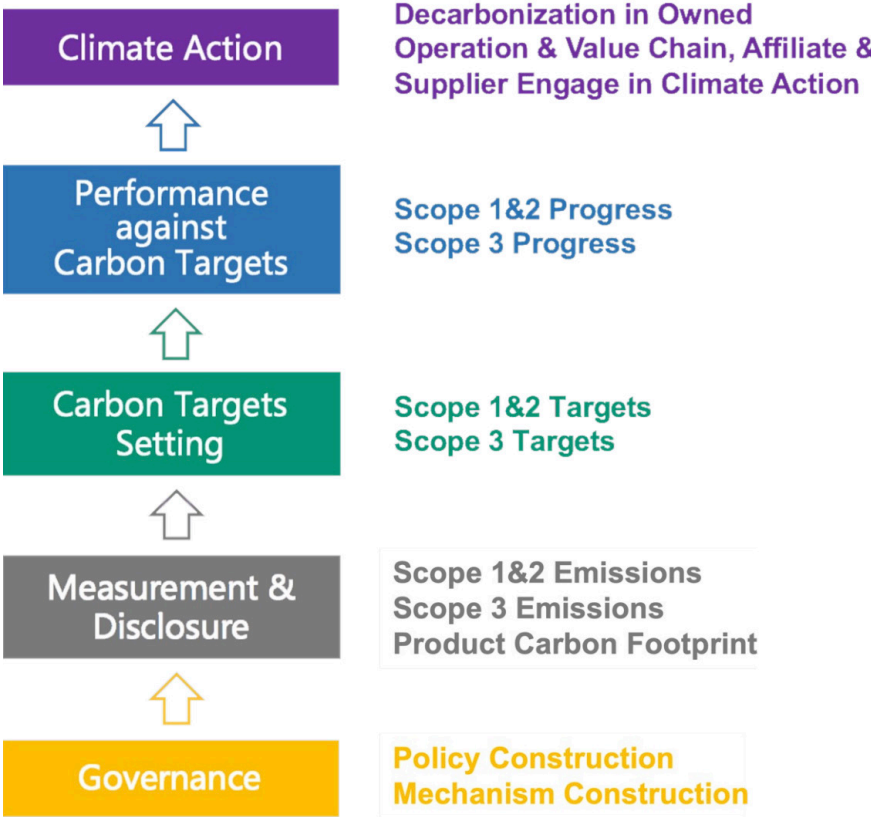 Climate Action
Decarbonization in Owned
Operation & Value Chain, Affiliate &
Supplier Engage in Climate Action
Performance
against
Carbon Targets
Scope 1&2 Progress
Scope 3 Progress
Carbon Targets
Setting
Scope 1&2 Targets
Scope 3 Targets
Measurement &
Disclosure
Scope 1&2 Emissions
Scope 3 Emissions
Product Carbon Footprint
Governance
Policy Construction
Mechanism Construction